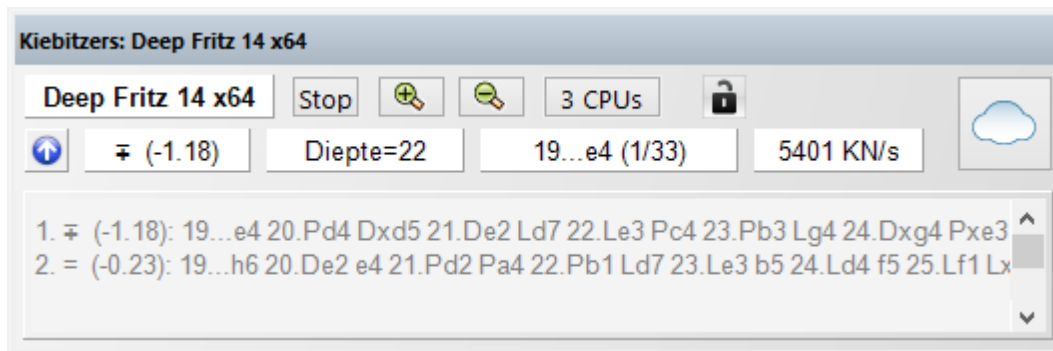 Kiebitzers: Deep Fritz 14 x64
Deep Fritz 14 x64 Stop 3 CPUs
∓ (-1.18) Diepte=22 19...e4 (1/33) 5401 KN/s
1. ∓ (-1.18): 19...e4 20.Pd4 Dxd5 21.De2 Ld7 22.Le3 Pc4 23.Pb3 Lg4 24.Dxg4 Pxe3
2. = (-0.23): 19...h6 20.De2 e4 21.Pd2 Pa4 22.Pb1 Ld7 23.Le3 b5 24.Ld4 f5 25.Lf1 Lx